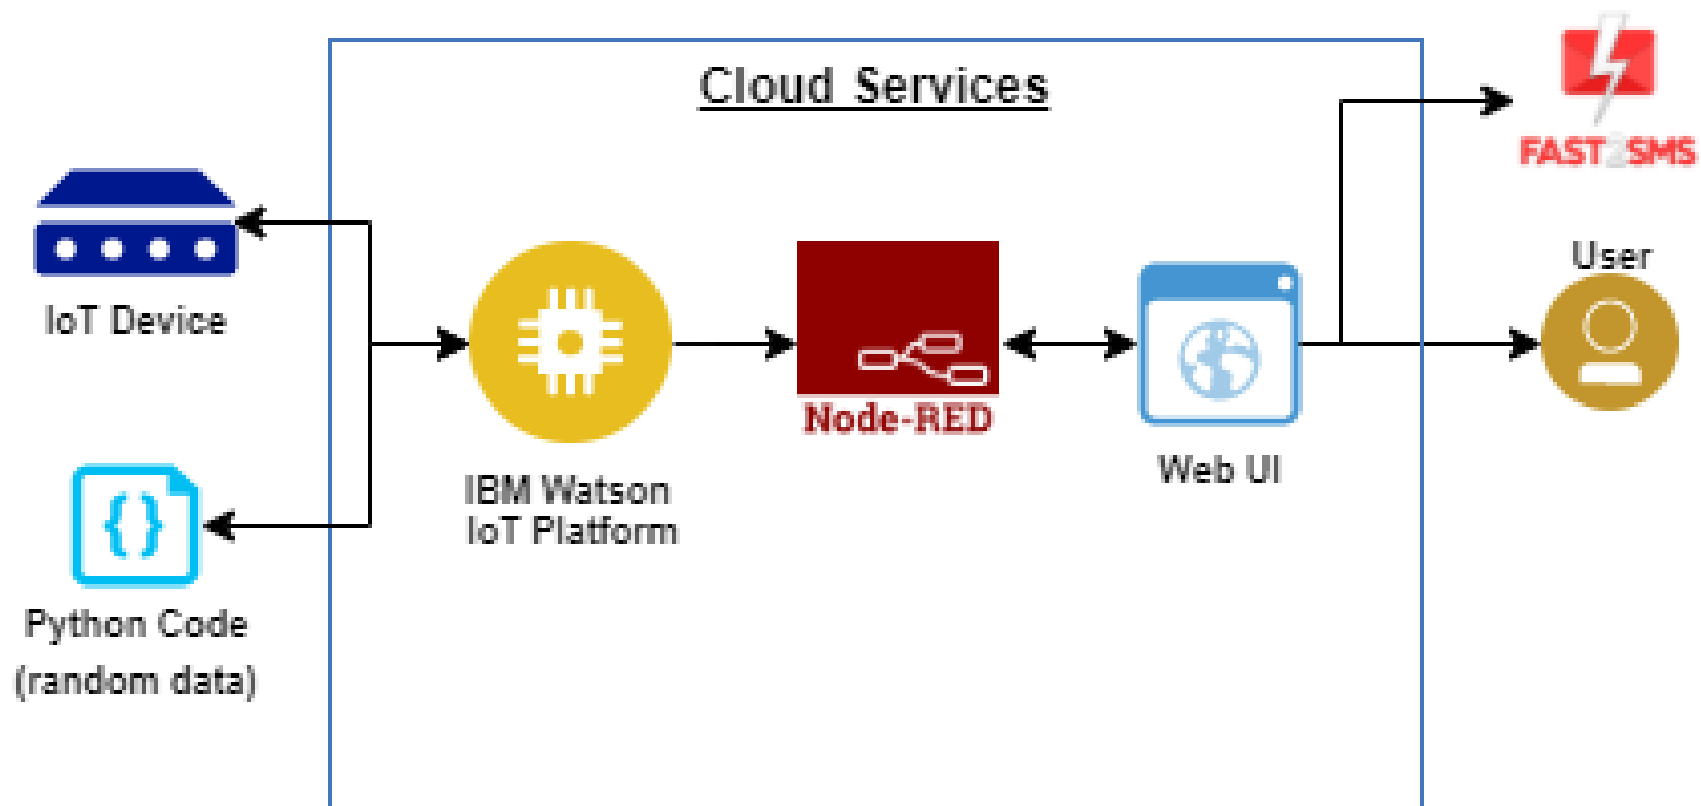 Cloud Services
FAST2SMS
User
IoT Device
Node-RED
Web UI
IBM Watson
IoT Platform
Python Code
(random data)